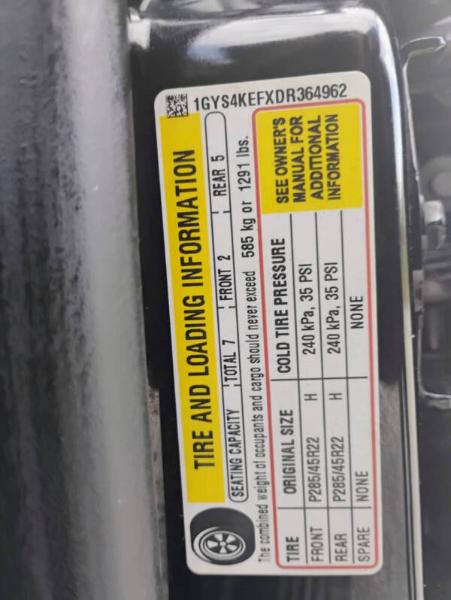 1GYS4KEFXDR364962
TIRE AND LOADING INFORMATION
SEATING CAPACITY TOTAL 7 FRONT 2 REAR 5
The combined weight of occupants and cargo should never exceed 585 kg or 1291 lbs.
TIRE ORIGINAL SIZE COLD TIRE PRESSURE
FRONT P285/45R22 H 240 kPa, 35 PSI
REAR P285/45R22 H 240 kPa, 35 PSI
SPARE NONE NONE
SEE OWNER'S
MANUAL FOR
ADDITIONAL
INFORMATION